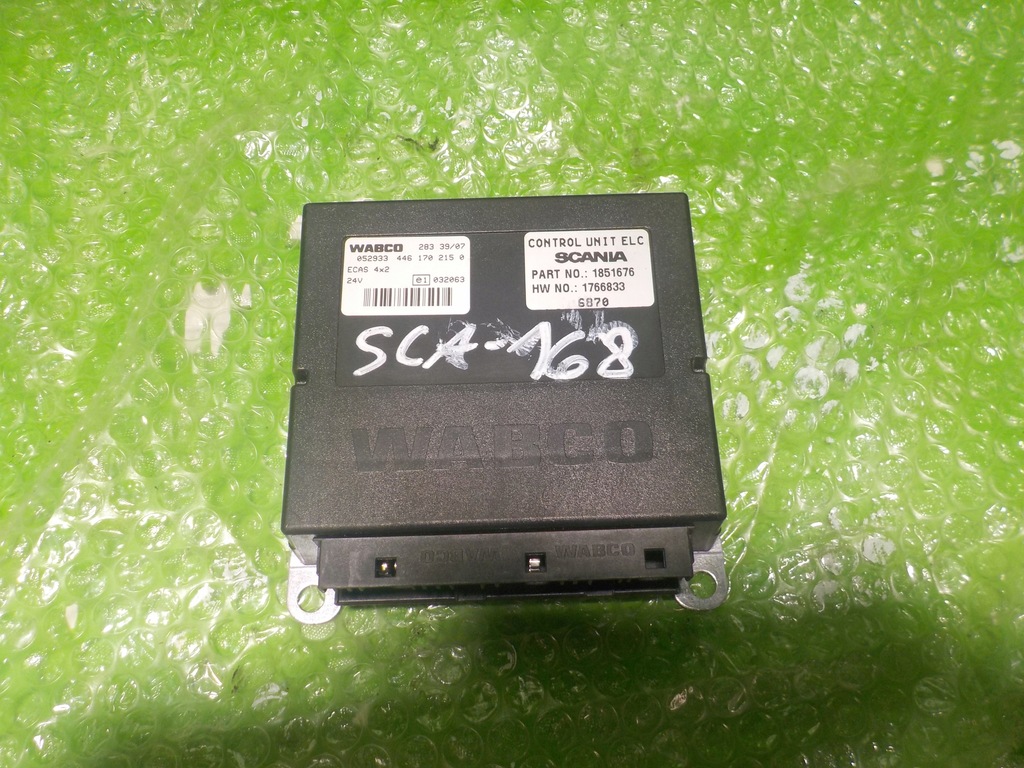 WABCO 283 39/07
052933 446 170 215 0
ECAS 4x2
24V e1 032063
CONTROL UNIT ELC
SCANIA
PART NO.: 1851676
HW NO.: 1766833
6870
SCA-168
WABCO
WABCO WABCO